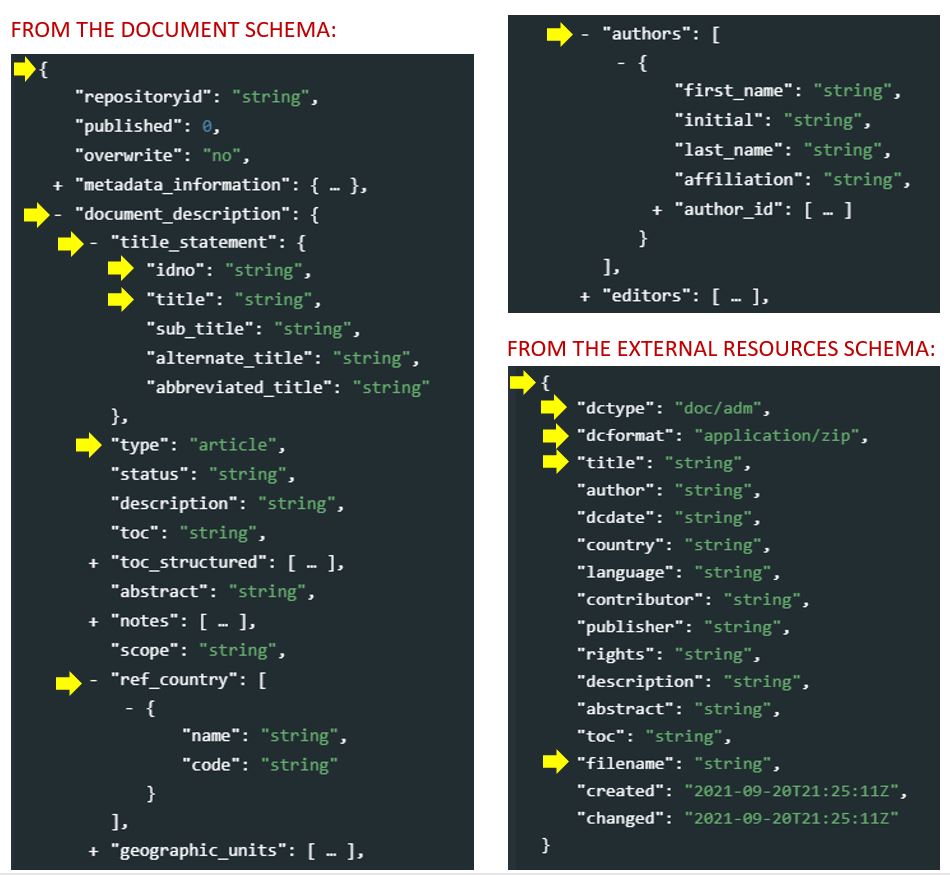 FROM THE DOCUMENT SCHEMA:
{
"repositoryid": "string",
"published": 0,
"overwrite": "no",
+ "metadata_information": { … },
- "document_description": {
- "title_statement": {
"idno": "string",
"title": "string",
"sub_title": "string",
"alternate_title": "string",
"abbreviated_title": "string"
},
"type": "article",
"status": "string",
"description": "string",
"toc": "string",
+ "toc_structured": [ … ],
"abstract": "string",
+ "notes": [ … ],
"scope": "string",
- "ref_country": [
- {
"name": "string",
"code": "string"
}
],
+ "geographic_units": [ … ],
- "authors": [
- {
"first_name": "string",
"initial": "string",
"last_name": "string",
"affiliation": "string",
+ "author_id": [ … ]
}
],
+ "editors": [ … ],
FROM THE EXTERNAL RESOURCES SCHEMA:
{
"dctype": "doc/adm",
"dcformat": "application/zip",
"title": "string",
"author": "string",
"dcdate": "string",
"country": "string",
"language": "string",
"contributor": "string",
"publisher": "string",
"rights": "string",
"description": "string",
"abstract": "string",
"toc": "string",
"filename": "string",
"created": "2021-09-20T21:25:11Z",
"changed": "2021-09-20T21:25:11Z"
}